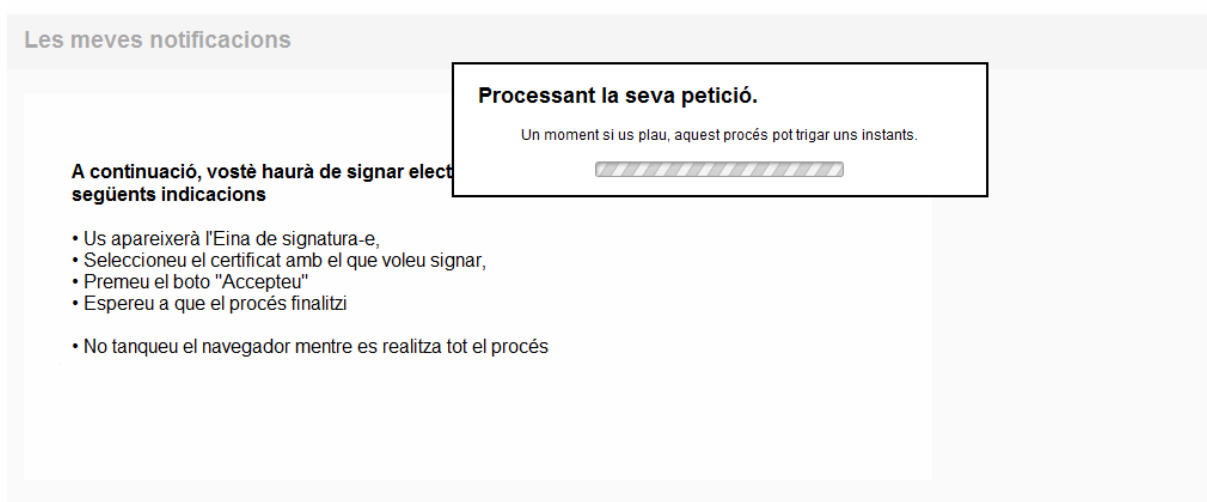 Les meves notificacions
Processant la seva petició.
Un moment si us plau, aquest procés pot trigar uns instants.
A continuació, vostè haurà de signar elect
següents indicacions
• Us apareixerà l'Eina de signatura-e,
• Seleccioneu el certificat amb el que voleu signar,
• Premeu el boto "Accepteu"
• Espereu a que el procés finalitzi
• No tanqueu el navegador mentre es realitza tot el procés